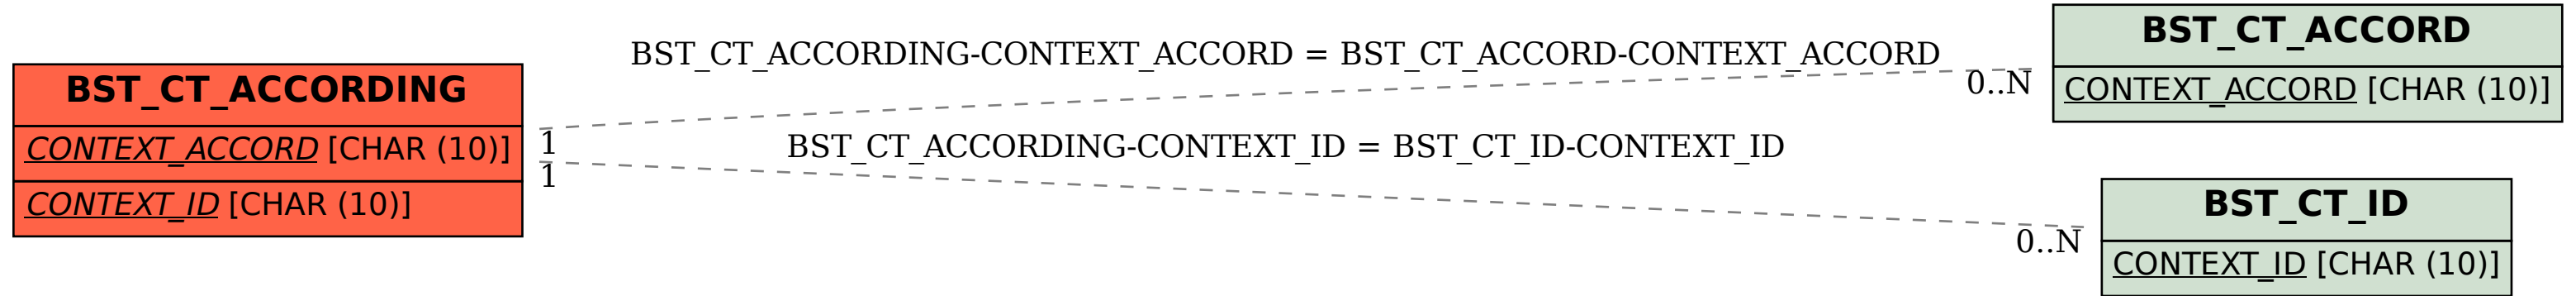 BST_CT_ACCORDING
CONTEXT_ACCORD [CHAR (10)]
CONTEXT_ID [CHAR (10)]
BST_CT_ACCORDING-CONTEXT_ACCORD = BST_CT_ACCORD-CONTEXT_ACCORD
0..N
1
BST_CT_ACCORDING-CONTEXT_ID = BST_CT_ID-CONTEXT_ID
1
0..N
BST_CT_ACCORD
CONTEXT_ACCORD [CHAR (10)]
BST_CT_ID
CONTEXT_ID [CHAR (10)]